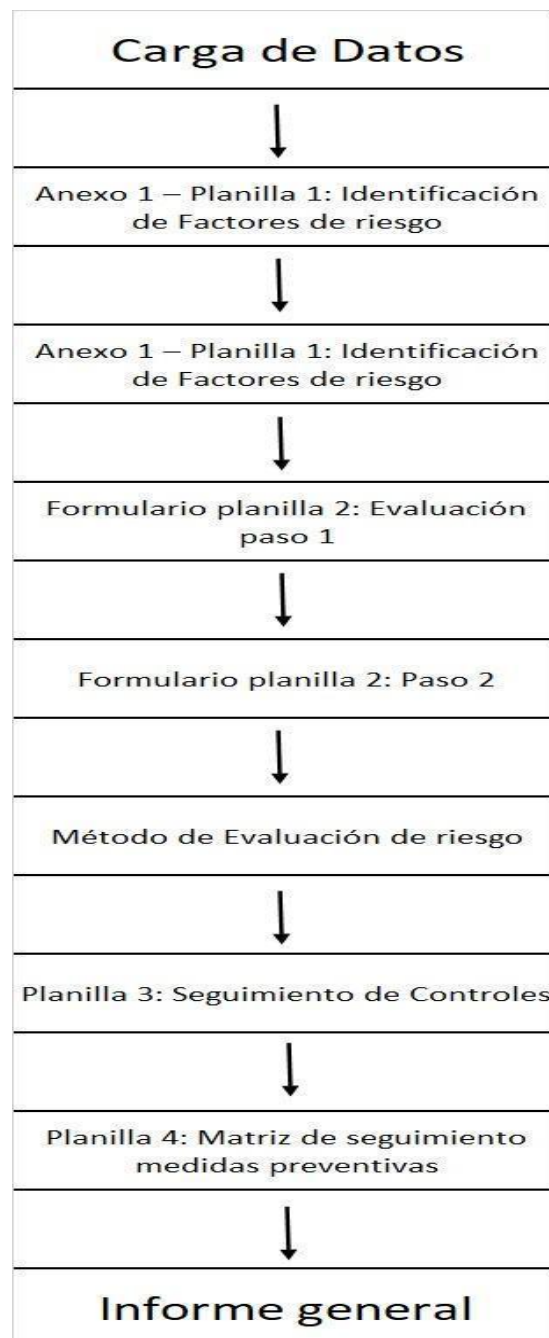 Carga de Datos
Anexo 1 – Planilla 1: Identificación
de Factores de riesgo
Anexo 1 – Planilla 1: Identificación
de Factores de riesgo
Formulario planilla 2: Evaluación
paso 1
Formulario planilla 2: Paso 2
Método de Evaluación de riesgo
Planilla 3: Seguimiento de Controles
Planilla 4: Matriz de seguimiento
medidas preventivas
Informe general